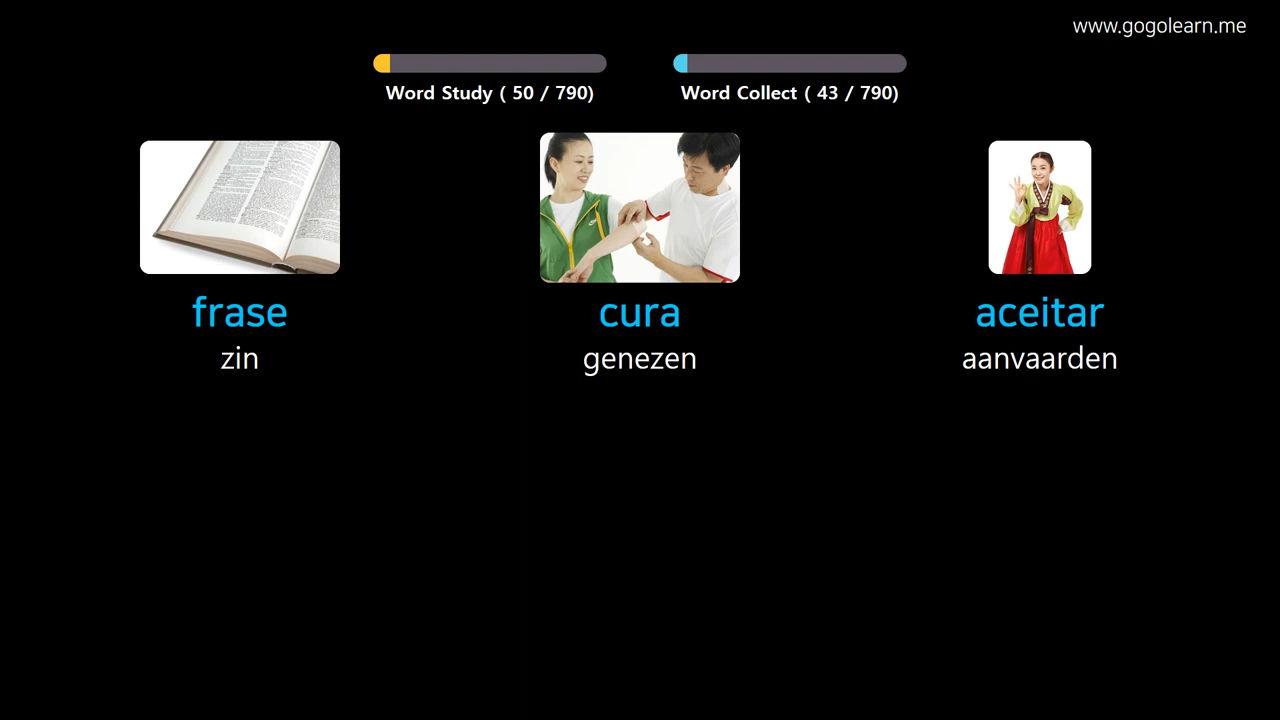 www.gogolearn.me
Word Study ( 50 / 790)
Word Collect ( 43 / 790)
frase
cura
aceitar
zin
genezen
aanvaarden